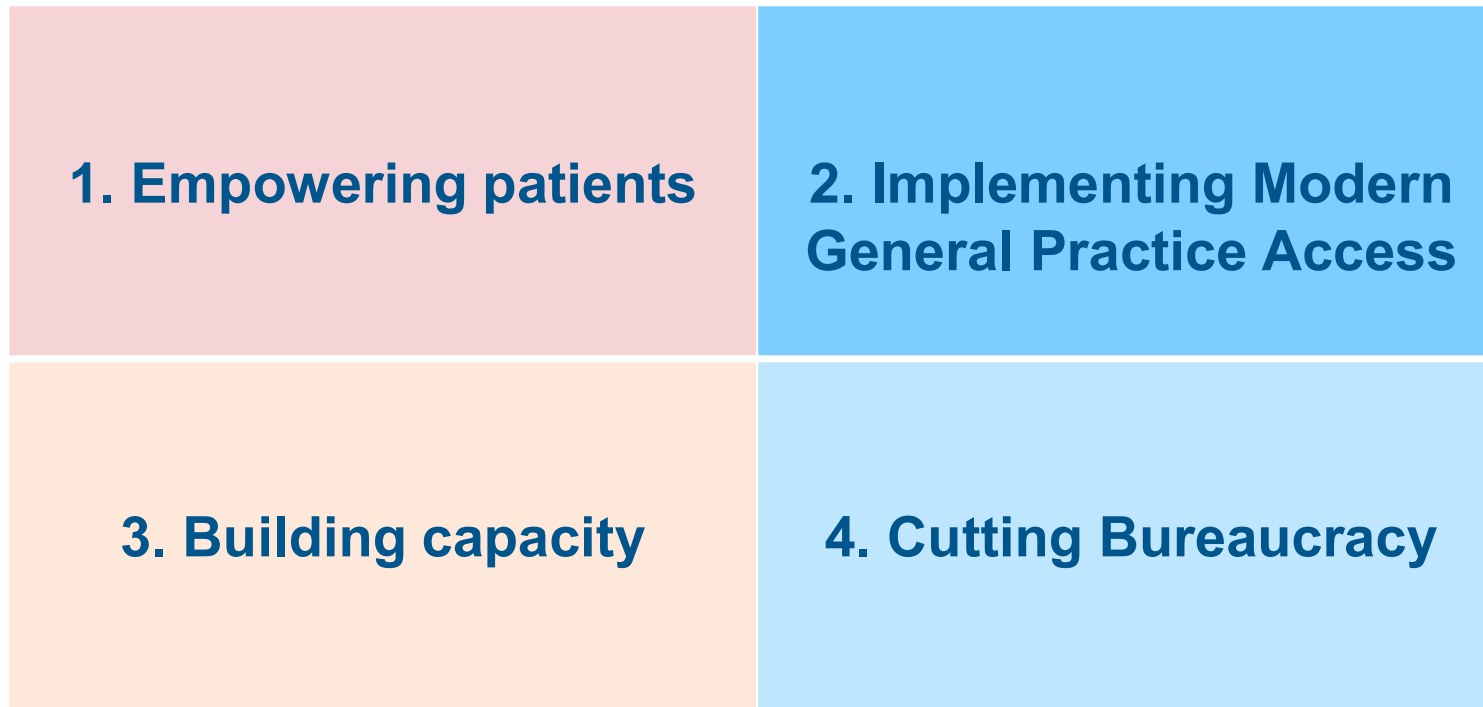 1. Empowering patients
2. Implementing Modern
General Practice Access
3. Building capacity
4. Cutting Bureaucracy